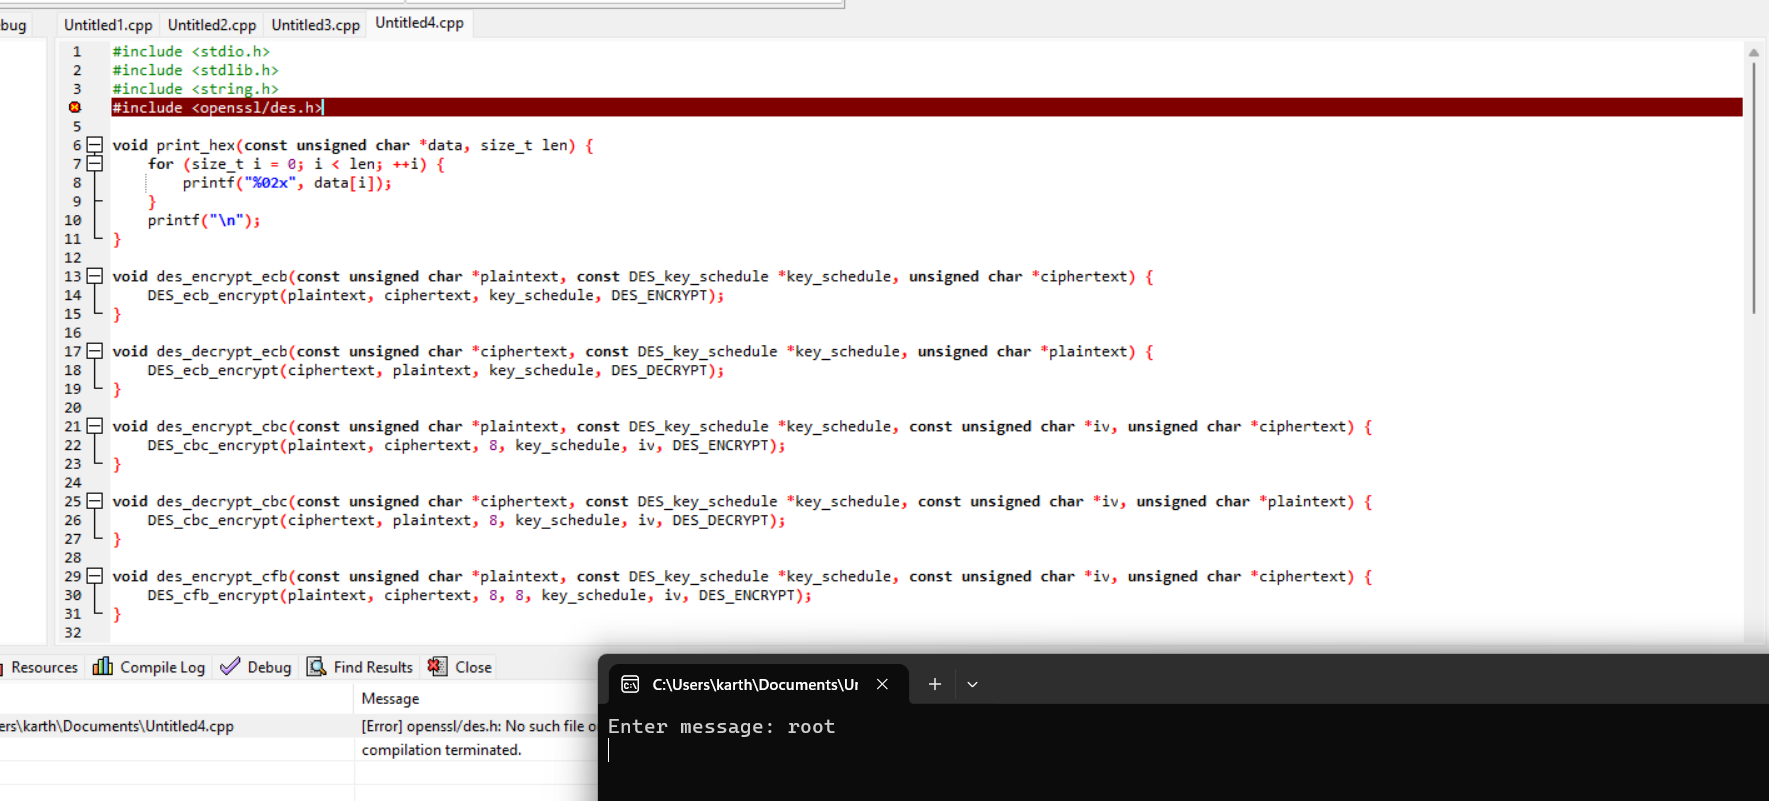 bug Untitled1.cpp Untitled2.cpp Untitled3.cpp Untitled4.cpp
1 #include <stdio.h>
2 #include <stdlib.h>
3 #include <string.h>
#include <openssl/des.h>
5
6 void print_hex(const unsigned char *data, size_t len) {
7 for (size_t i = 0; i < len; ++i) {
8 printf("%02x", data[i]);
9 }
10 printf("\n");
11 }
12
13 void des_encrypt_ecb(const unsigned char *plaintext, const DES_key_schedule *key_schedule, unsigned char *ciphertext) {
14 DES_ecb_encrypt(plaintext, ciphertext, key_schedule, DES_ENCRYPT);
15 }
16
17 void des_decrypt_ecb(const unsigned char *ciphertext, const DES_key_schedule *key_schedule, unsigned char *plaintext) {
18 DES_ecb_encrypt(ciphertext, plaintext, key_schedule, DES_DECRYPT);
19 }
20
21 void des_encrypt_cbc(const unsigned char *plaintext, const DES_key_schedule *key_schedule, const unsigned char *iv, unsigned char *ciphertext) {
22 DES_cbc_encrypt(plaintext, ciphertext, 8, key_schedule, iv, DES_ENCRYPT);
23 }
24
25 void des_decrypt_cbc(const unsigned char *ciphertext, const DES_key_schedule *key_schedule, const unsigned char *iv, unsigned char *plaintext) {
26 DES_cbc_encrypt(ciphertext, plaintext, 8, key_schedule, iv, DES_DECRYPT);
27 }
28
29 void des_encrypt_cfb(const unsigned char *plaintext, const DES_key_schedule *key_schedule, const unsigned char *iv, unsigned char *ciphertext) {
30 DES_cfb_encrypt(plaintext, ciphertext, 8, 8, key_schedule, iv, DES_ENCRYPT);
31 }
32
Resources Compile Log Debug Find Results Close
Message
ers\karth\Documents\Untitled4.cpp [Error] openssl/des.h: No such file o
compilation terminated.
C:\Users\karth\Documents\Ur
Enter message: root